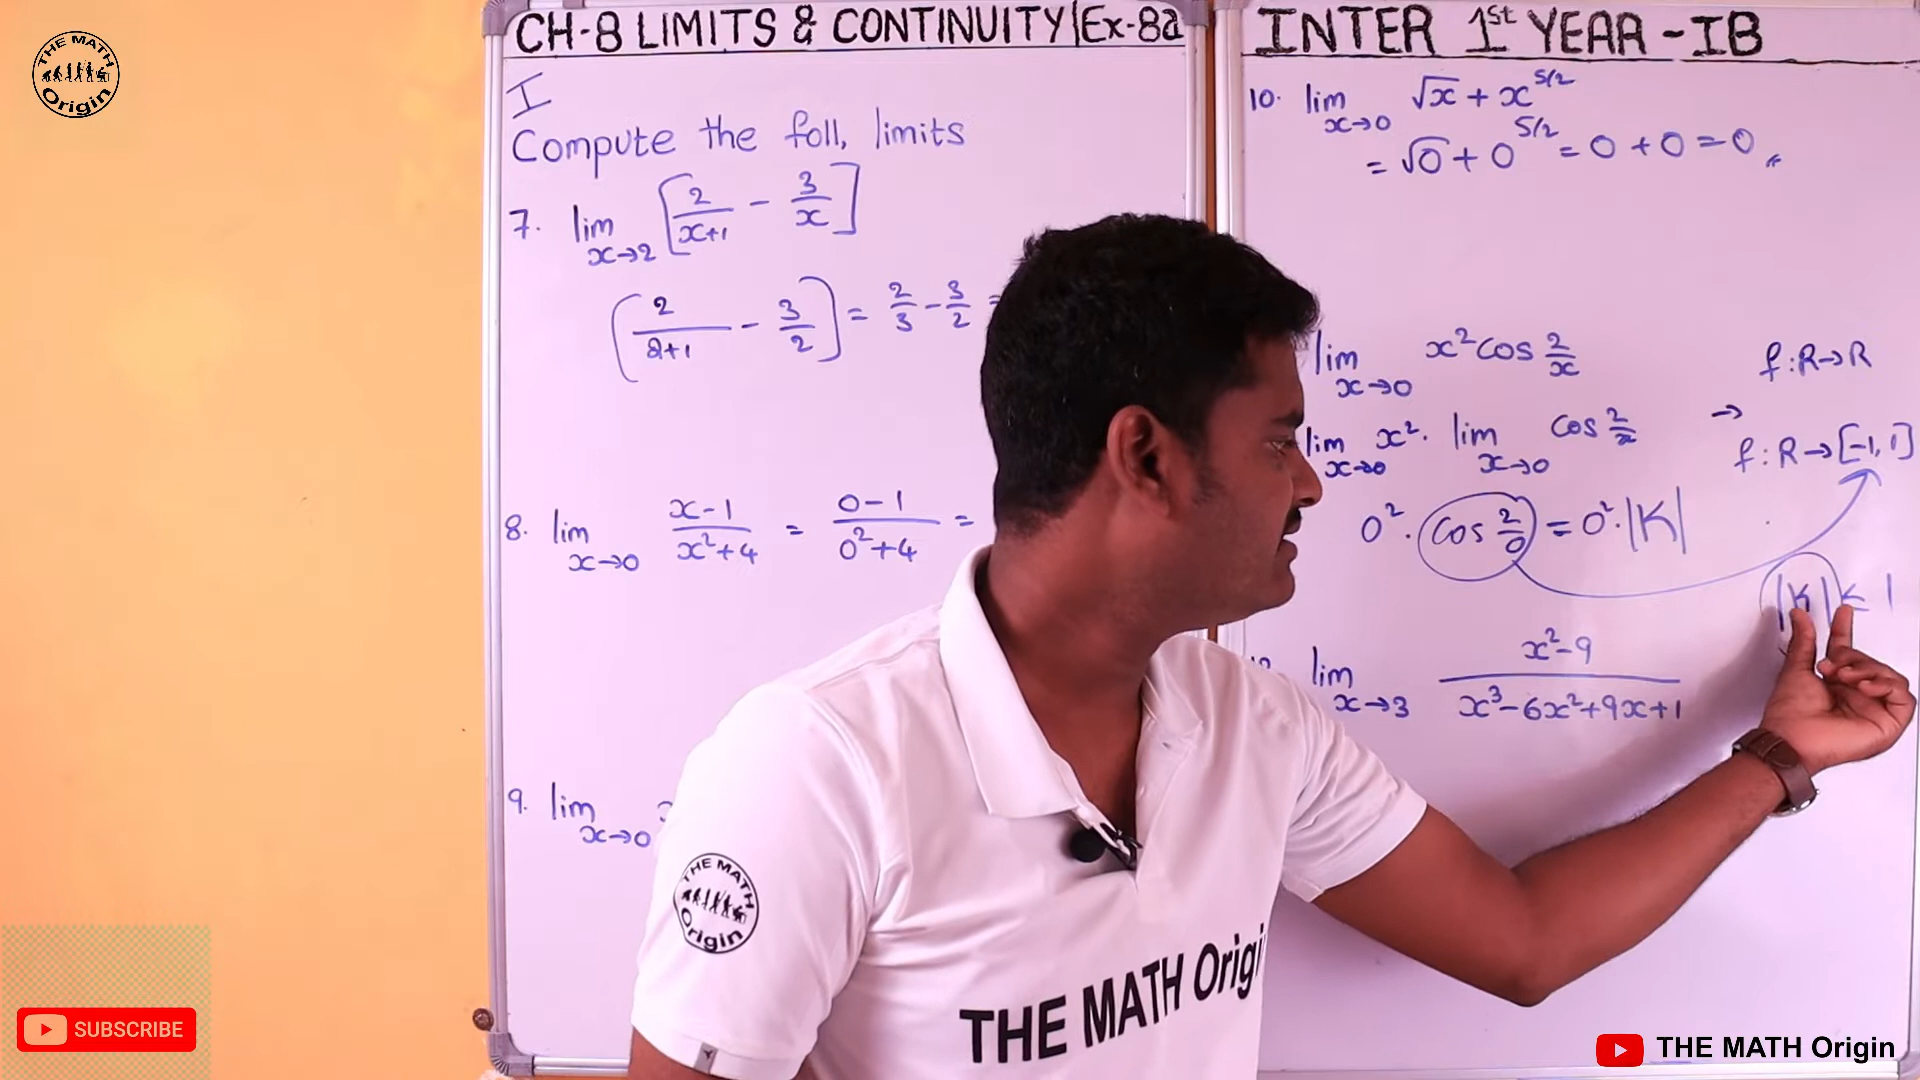 THE MATH
Origin
CH-8 LIMITS & CONTINUITY | Ex-8a
I
Compute the foll, limits
7. lim x→2 [2/(x+1) - 3/x]
(2/(2+1) - 3/2) = 2/3 - 3/2 =
8. lim x→0 (x-1)/(x²+4) = (0-1)/(0²+4) =
9. lim x→0
INTER 1st YEAR - IB
10. lim x→0 √x + x^5/2
= √0 + 0^5/2 = 0 + 0 = 0
lim x→0 x² cos 2/x
f : R→R
lim x→0 x² . lim x→0 cos 2/x
→ f : R→[-1, 1]
0² . cos 2/0 = 0² . |K|
|K| ≤ 1
lim x→3 (x²-9)/(x³-6x²+9x+1)
THE MATH
Origin
THE MATH Origi
SUBSCRIBE
THE MATH Origin